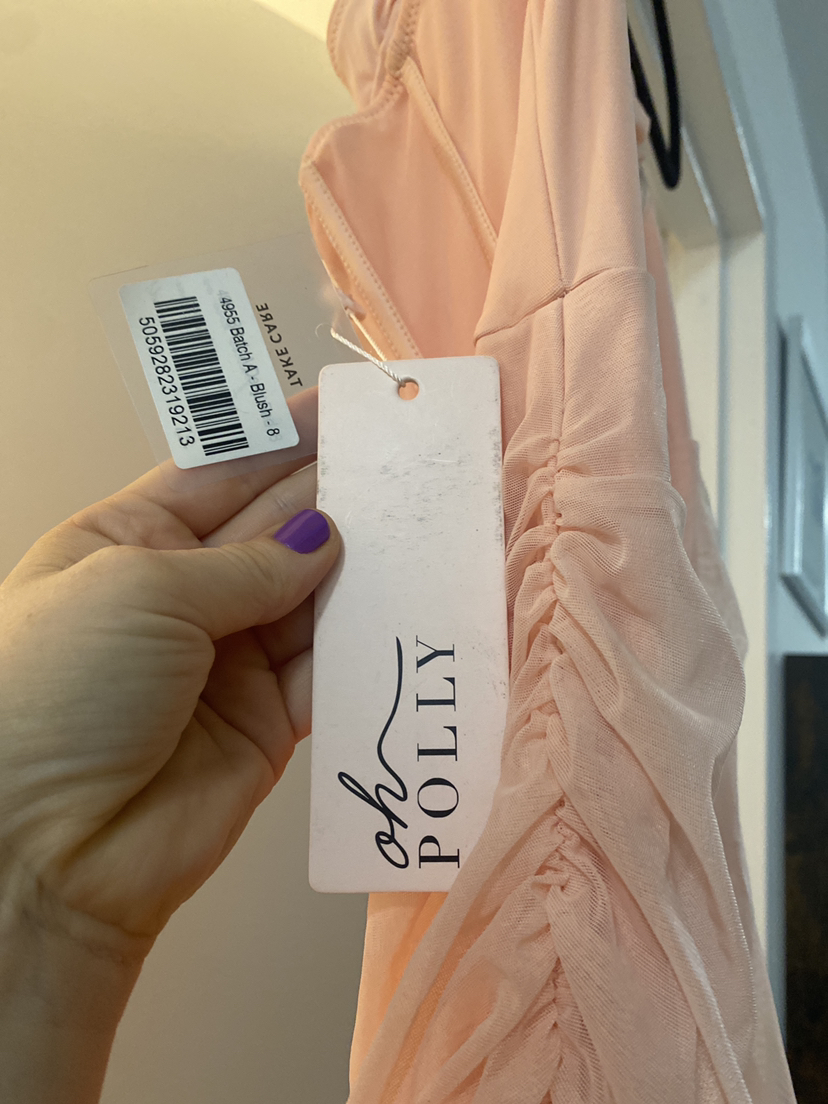 TAKE CARE
4955 Batch A - Blush - 8
5059282319213
oh
POLLY